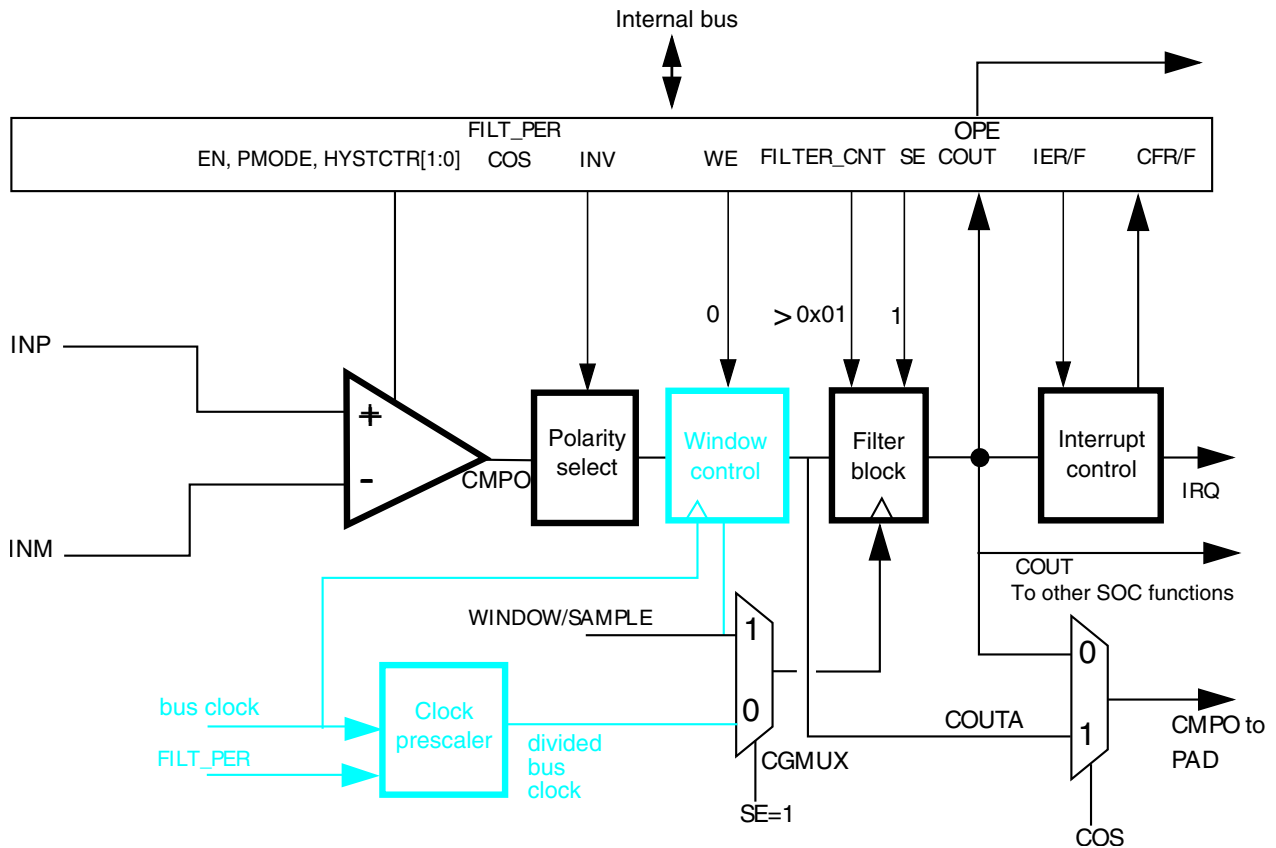 Internal bus
FILT_PER
OPE
EN, PMODE, HYSTCTR[1:0]
COS
INV
WE
FILTER_CNT
SE
COUT
IER/F
CFR/F
0
> 0x01
1
INP
+
-
INM
CMPO
Polarity
select
Window
control
Filter
block
Interrupt
control
IRQ
COUT
To other SOC functions
WINDOW/SAMPLE
1
0
CGMUX
SE=1
bus clock
FILT_PER
Clock
prescaler
divided
bus
clock
COUTA
0
1
COS
CMPO to
PAD